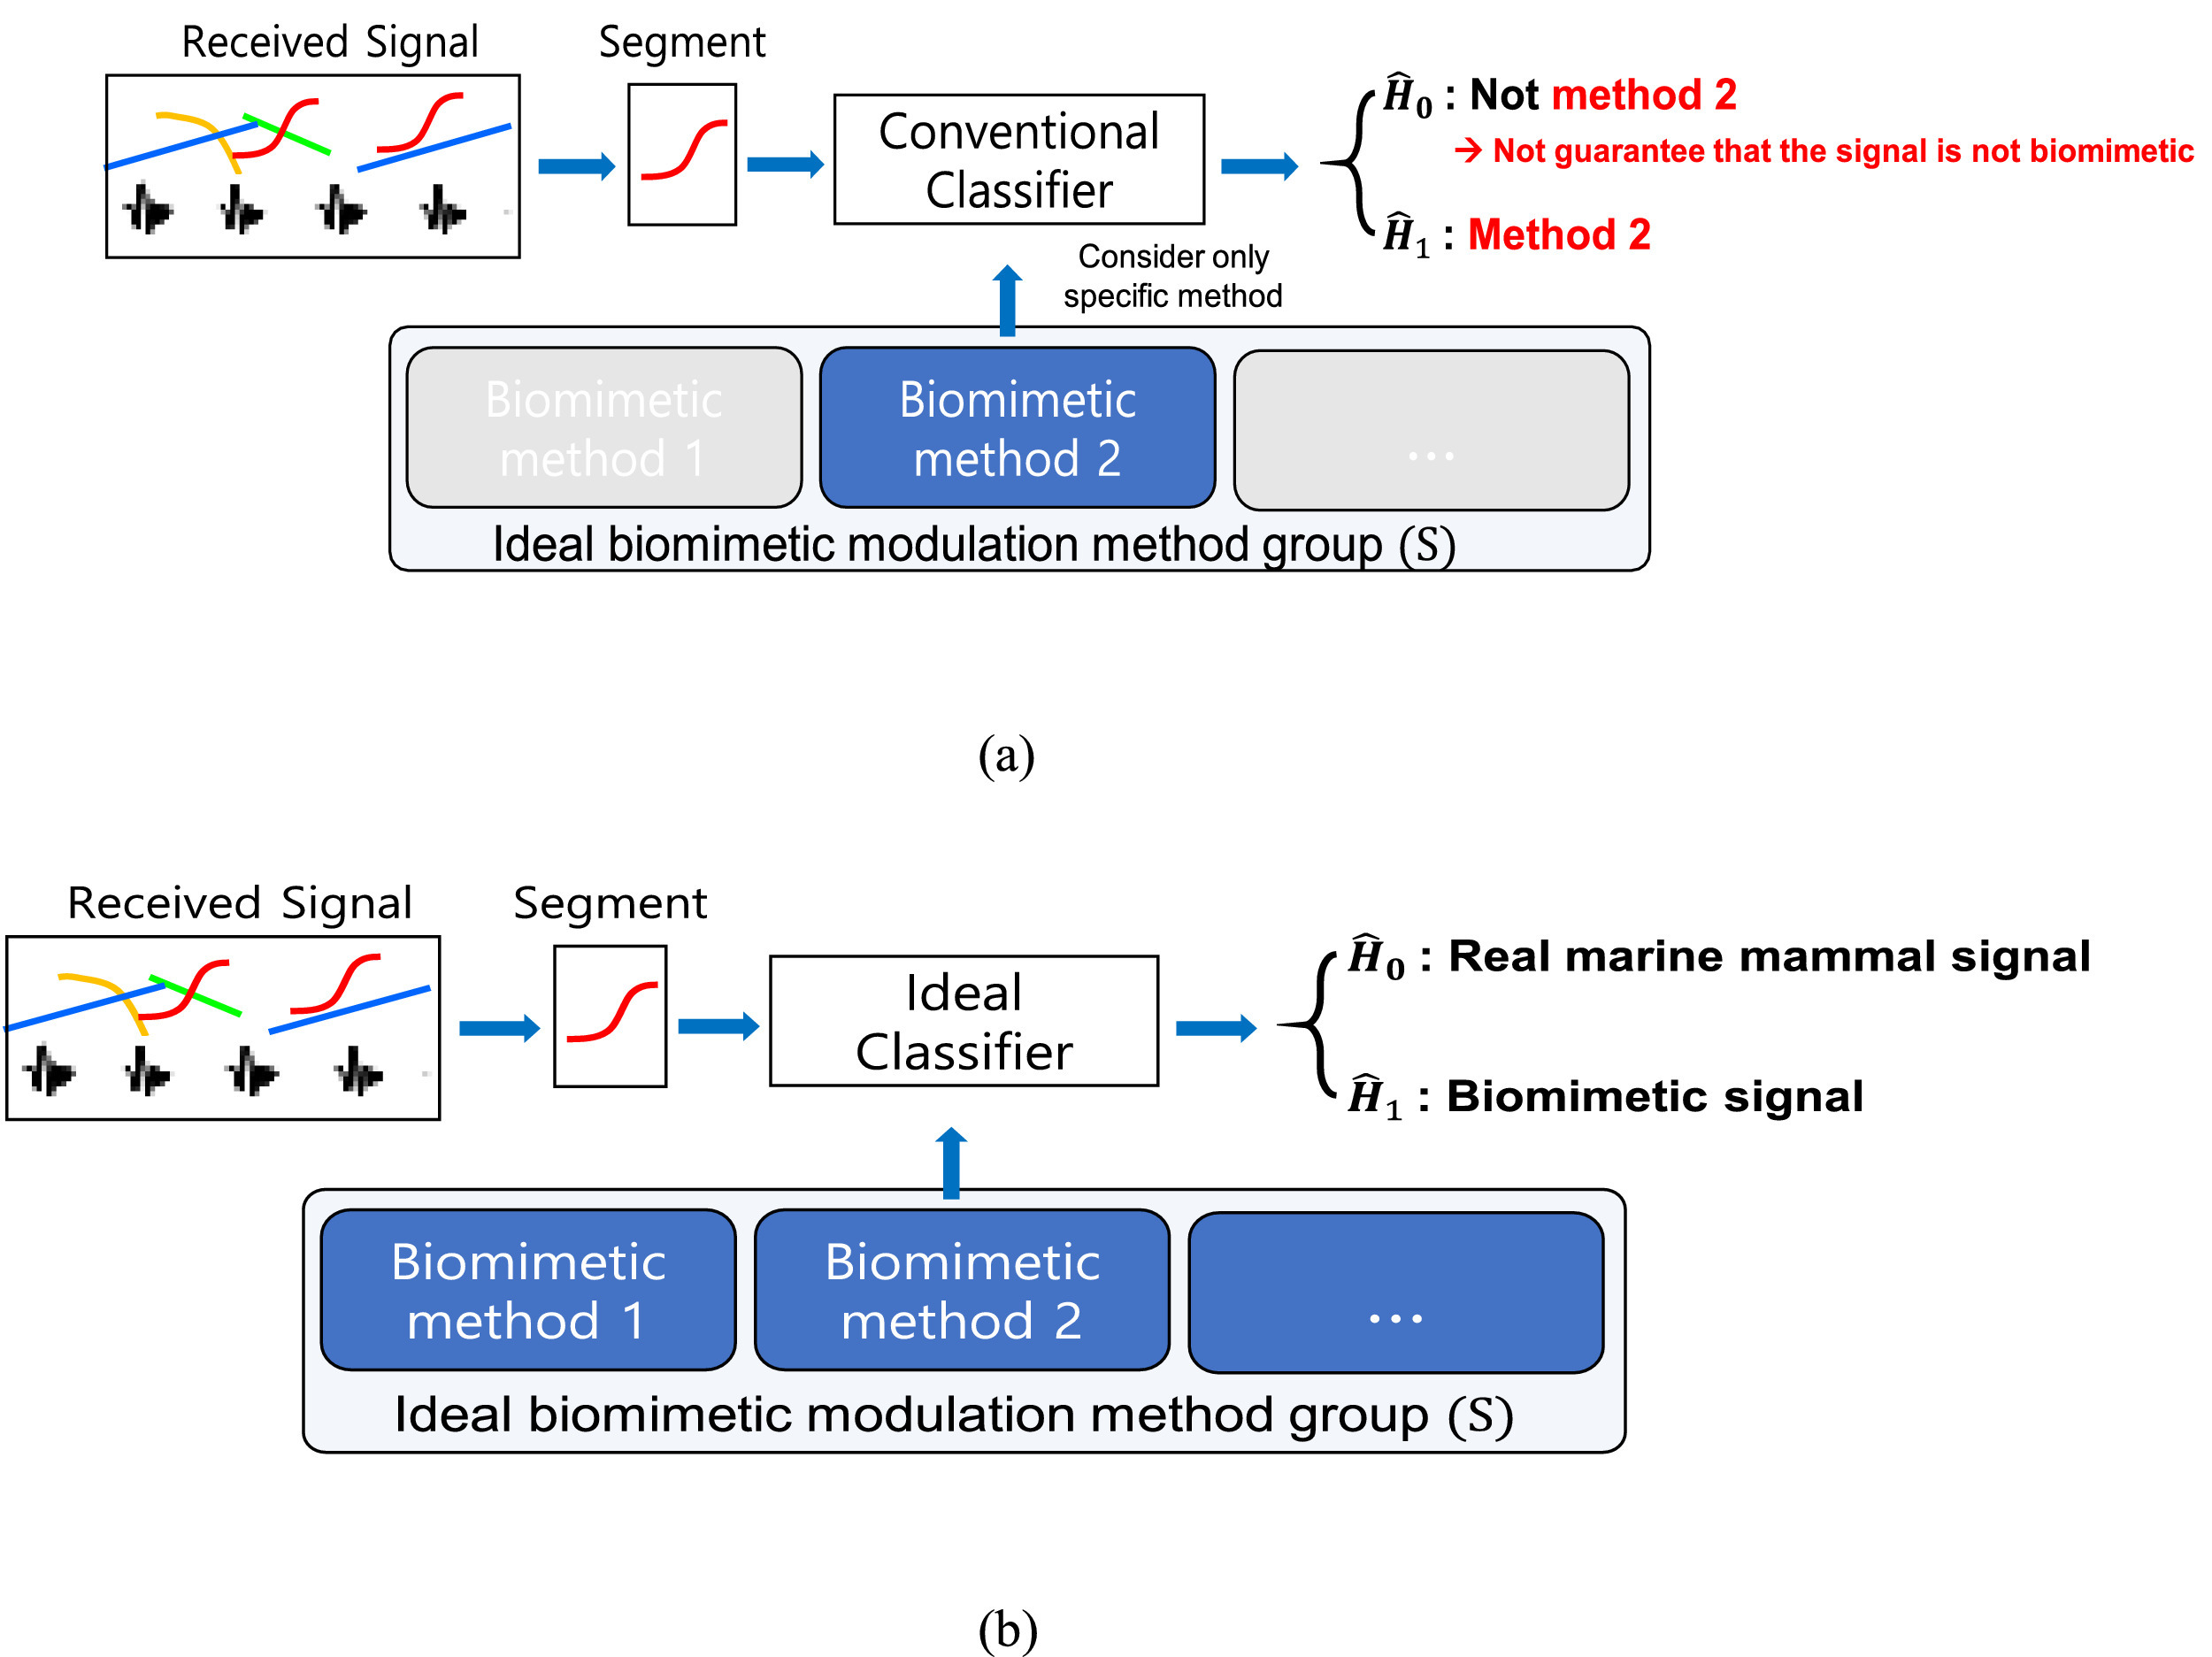 Received Signal
Segment
Conventional
Classifier
Ĥ₀ : Not method 2
→ Not guarantee that the signal is not biomimetic
Ĥ₁ : Method 2
Consider only
specific method
Biomimetic
method 1
Biomimetic
method 2
...
Ideal biomimetic modulation method group (S)
(a)
Received Signal
Segment
Ideal
Classifier
Ĥ₀ : Real marine mammal signal
Ĥ₁ : Biomimetic signal
Biomimetic
method 1
Biomimetic
method 2
...
Ideal biomimetic modulation method group (S)
(b)